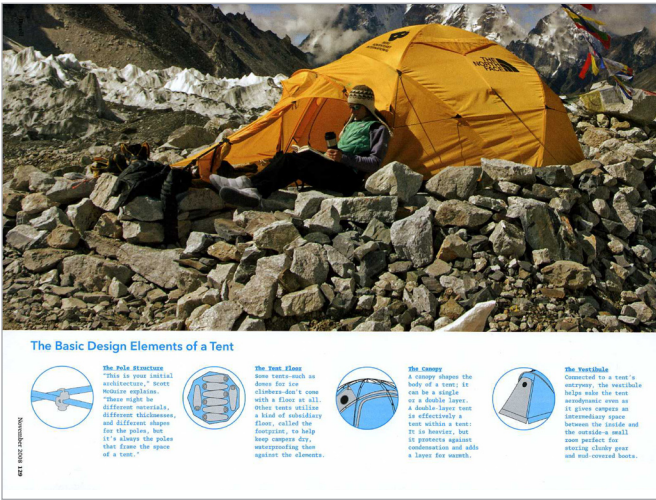 THE
NORTH
FACE
The Basic Design Elements of a Tent
The Pole Structure
"This is your initial
architecture," Scott
McGuire explains.
"There might be
different materials,
different thicknesses,
and different shapes
for the poles, but
it's always the poles
that frame the space
of a tent."
The Tent Floor
Some tents—such as
domes for ice
climbers—don't come
with a floor at all.
Other tents utilize
a kind of subsidiary
floor, called the
footprint, to help
keep campers dry,
waterproofing them
against the elements.
The Canopy
A canopy shapes the
body of a tent; it
can be a single
or a double layer.
A double-layer tent
is effectively a
tent within a tent:
It is heavier, but
it protects against
condensation and adds
a layer for warmth.
The Vestibule
Connected to a tent's
entryway, the vestibule
helps make the tent
aerodynamic even as
it gives campers an
intermediary space
between the inside and
the outside—a small
room perfect for
storing clunky gear
and mud-covered boots.
November 2008 129